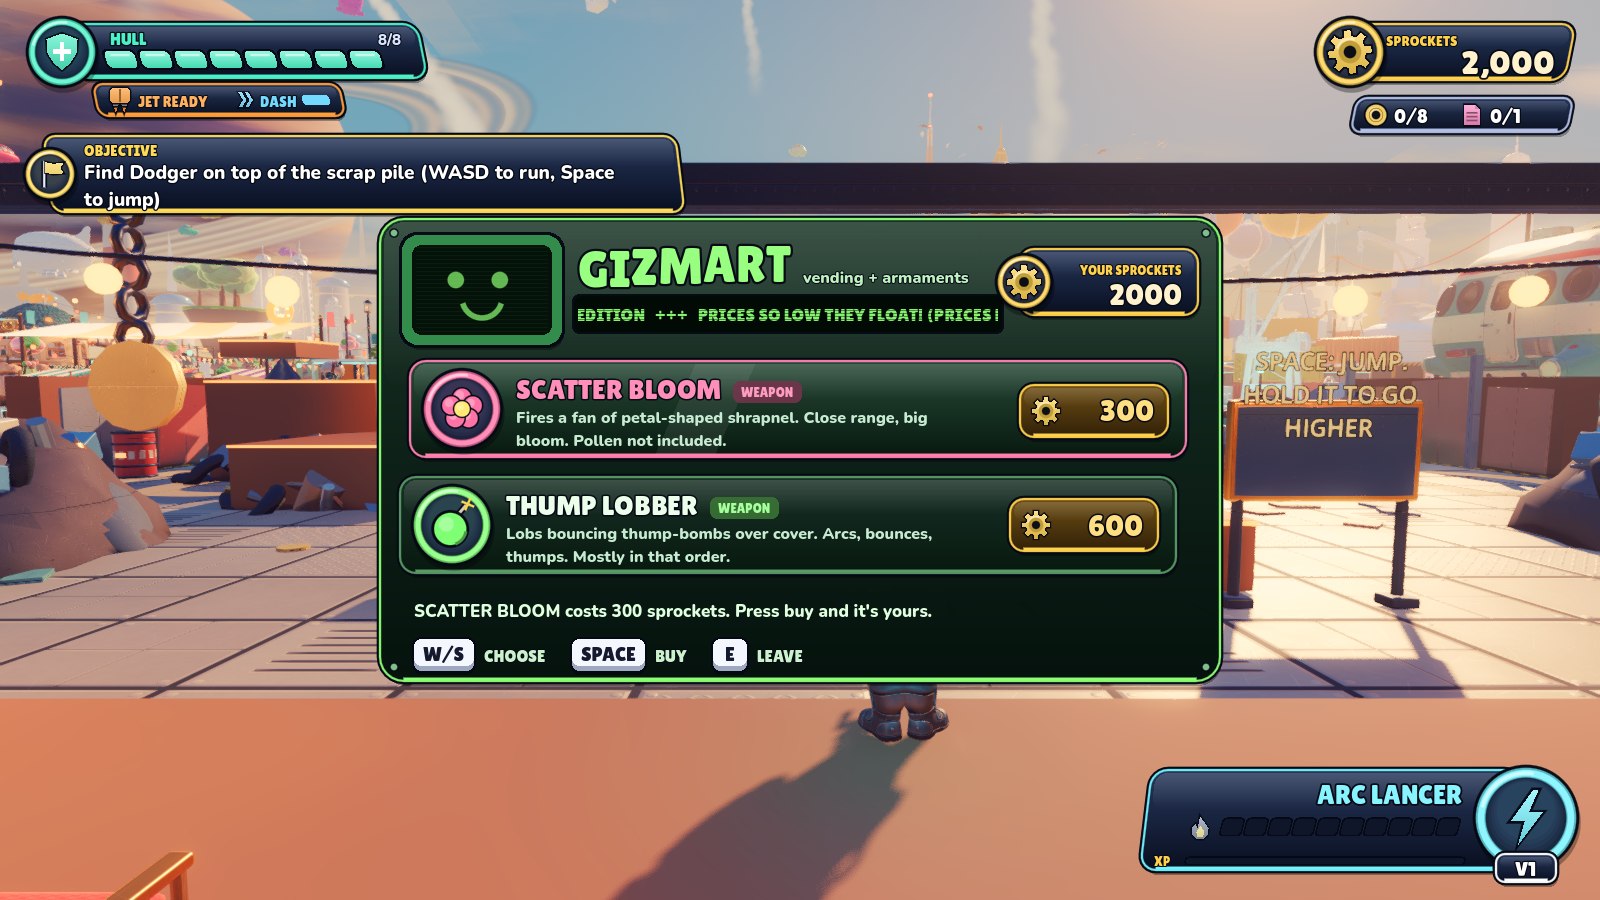 HULL
8/8
JET READY
DASH
SPROCKETS
2,000
0/8
0/1
OBJECTIVE
Find Dodger on top of the scrap pile (WASD to run, Space
to jump)
GIZMART
vending + armaments
YOUR SPROCKETS
2000
EDITION +++ PRICES SO LOW THEY FLOAT! (PRICES
SCATTER BLOOM
WEAPON
Fires a fan of petal-shaped shrapnel. Close range, big
bloom. Pollen not included.
300
THUMP LOBBER
WEAPON
Lobs bouncing thump-bombs over cover. Arcs, bounces,
thumps. Mostly in that order.
600
SCATTER BLOOM costs 300 sprockets. Press buy and it's yours.
W/S CHOOSE SPACE BUY E LEAVE
SPACE: JUMP.
HOLD IT TO GO
HIGHER
ARC LANCER
XP
V1